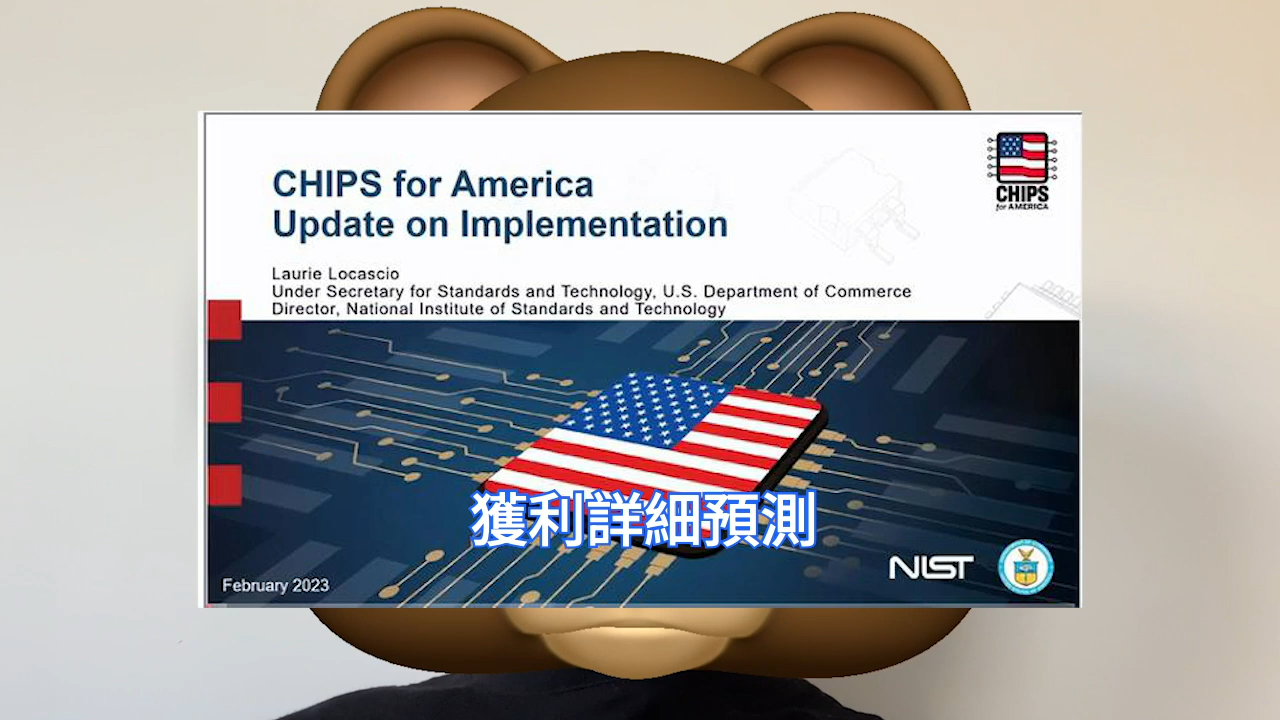 CHIPS
for AMERICA
CHIPS for America
Update on Implementation
Laurie Locascio
Under Secretary for Standards and Technology, U.S. Department of Commerce
Director, National Institute of Standards and Technology
獲利詳細預測
NIST
February 2023